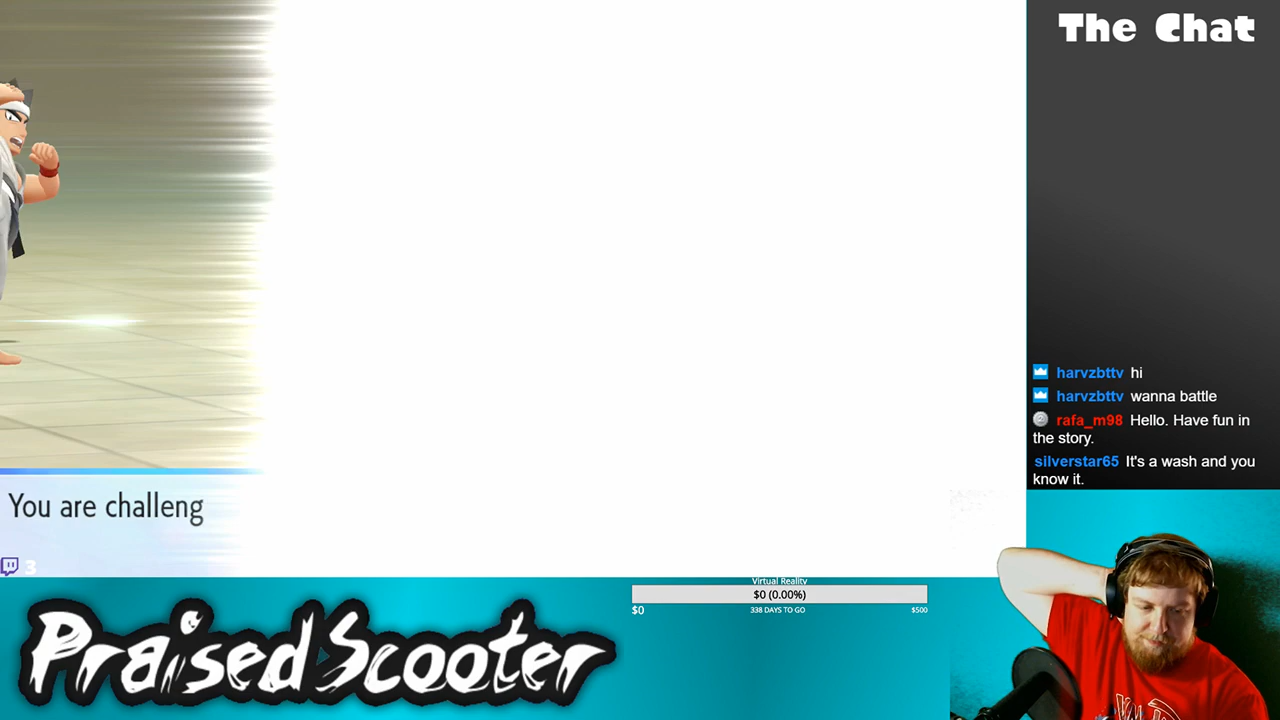 The Chat
harvzbttv hi
harvzbttv wanna battle
rafa_m98 Hello. Have fun in
the story.
silverstar65 It's a wash and you
know it.
You are challeng
3
Virtual Reality
$0 (0.00%)
$0 338 DAYS TO GO $500
PraisedScooter